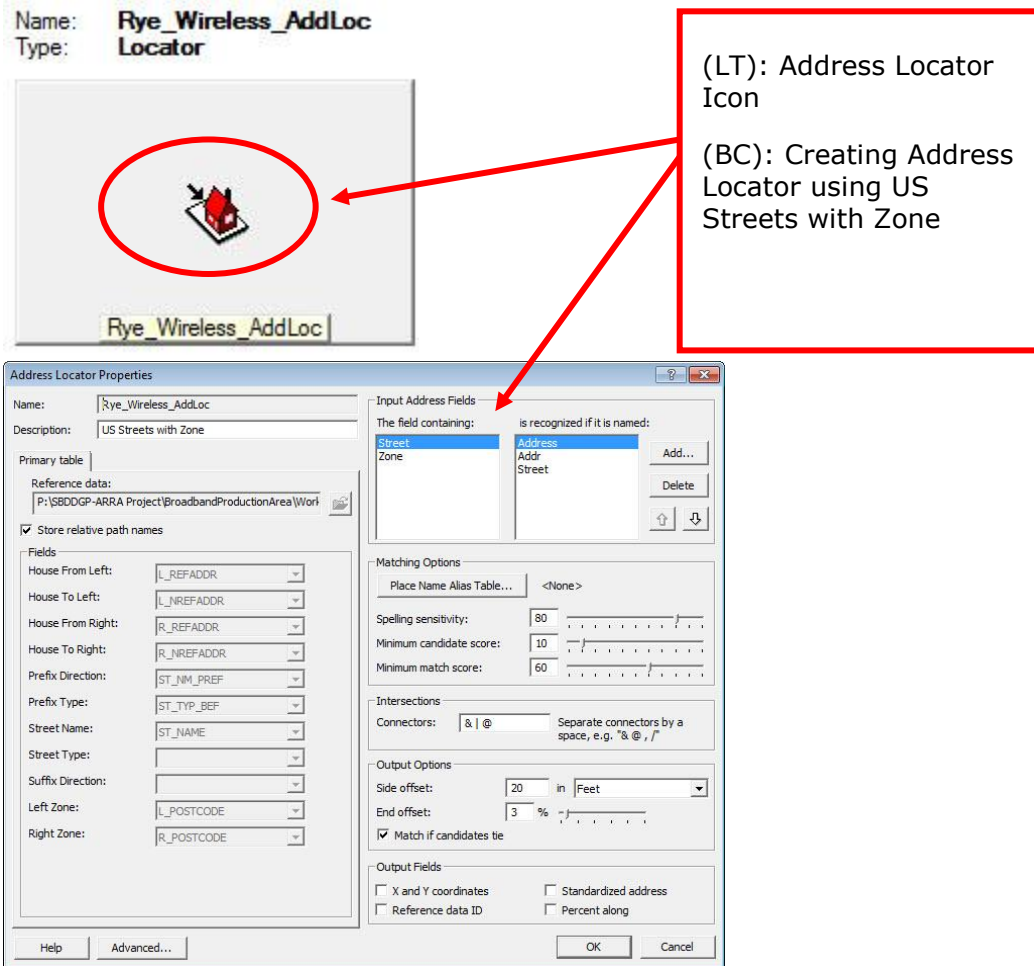 Name: Rye_Wireless_AddLoc
Type: Locator
Rye_Wireless_AddLoc
(LT): Address Locator
Icon
(BC): Creating Address
Locator using US
Streets with Zone
Address Locator Properties
Name: Rye_Wireless_AddLoc
Description: US Streets with Zone
Primary table
Reference data:
P:\SBDDGP-ARRA Project\BroadbandProductionArea\Work
Store relative path names
Fields
House From Left: L_REFADDR
House To Left: L_NREFADDR
House From Right: R_REFADDR
House To Right: R_NREFADDR
Prefix Direction: ST_NM_PREF
Prefix Type: ST_TYP_BEF
Street Name: ST_NAME
Street Type:
Suffix Direction:
Left Zone: L_POSTCODE
Right Zone: R_POSTCODE
Help Advanced...
Input Address Fields
The field containing: is recognized if it is named:
Street Address
Zone Addr
Street
Add...
Delete
Matching Options
Place Name Alias Table... <None>
Spelling sensitivity: 80
Minimum candidate score: 10
Minimum match score: 60
Intersections
Connectors: & | @ Separate connectors by a
space, e.g. "& @ , /"
Output Options
Side offset: 20 in Feet
End offset: 3 %
Match if candidates tie
Output Fields
X and Y coordinates Standardized address
Reference data ID Percent along
OK Cancel